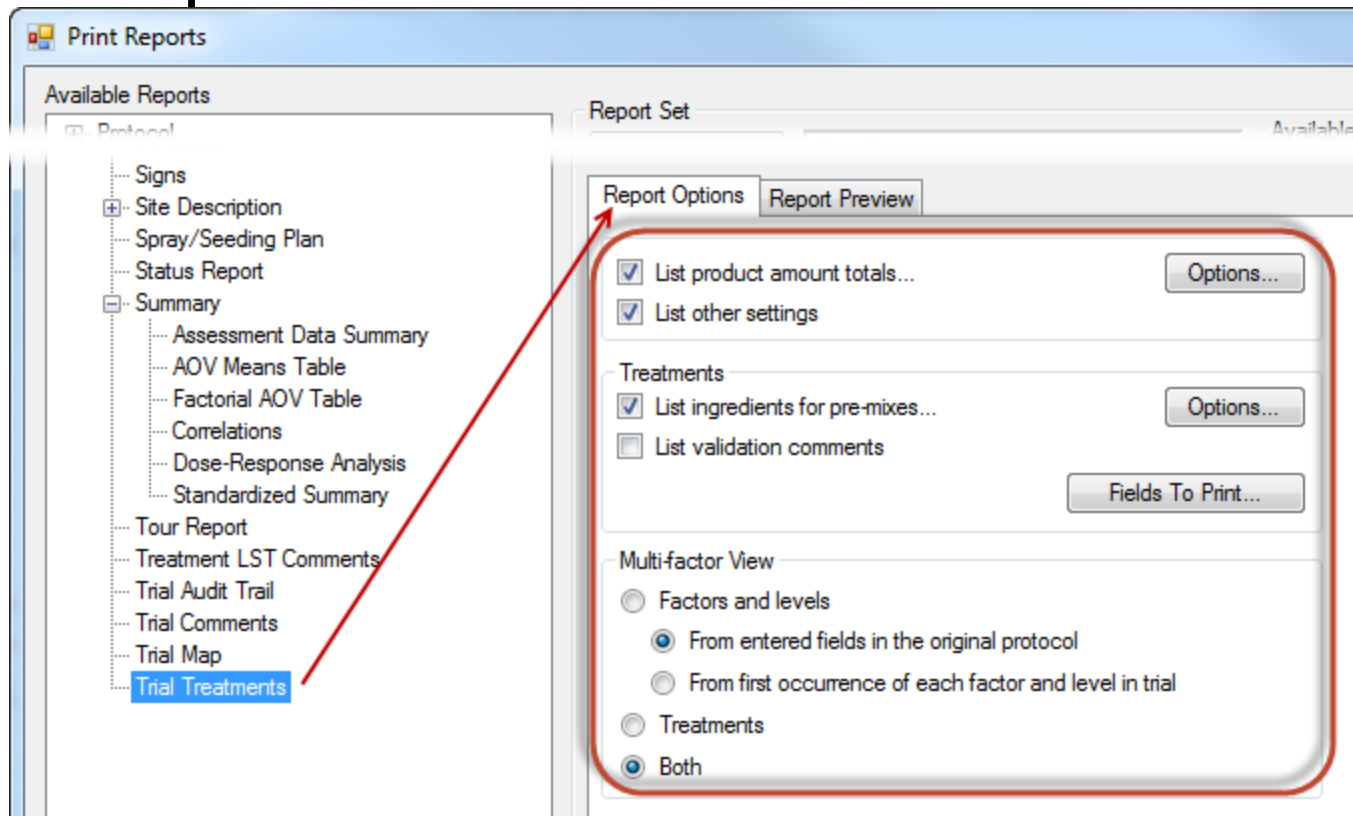 Print Reports
Available Reports
Protocol
Signs
Site Description
Spray/Seeding Plan
Status Report
Summary
Assessment Data Summary
AOV Means Table
Factorial AOV Table
Correlations
Dose-Response Analysis
Standardized Summary
Tour Report
Treatment LST Comments
Trial Audit Trail
Trial Comments
Trial Map
Trial Treatments
Report Set
Available
Report Options Report Preview
List product amount totals... Options...
List other settings
Treatments
List ingredients for pre-mixes... Options...
List validation comments
Fields To Print...
Multi-factor View
Factors and levels
From entered fields in the original protocol
From first occurrence of each factor and level in trial
Treatments
Both